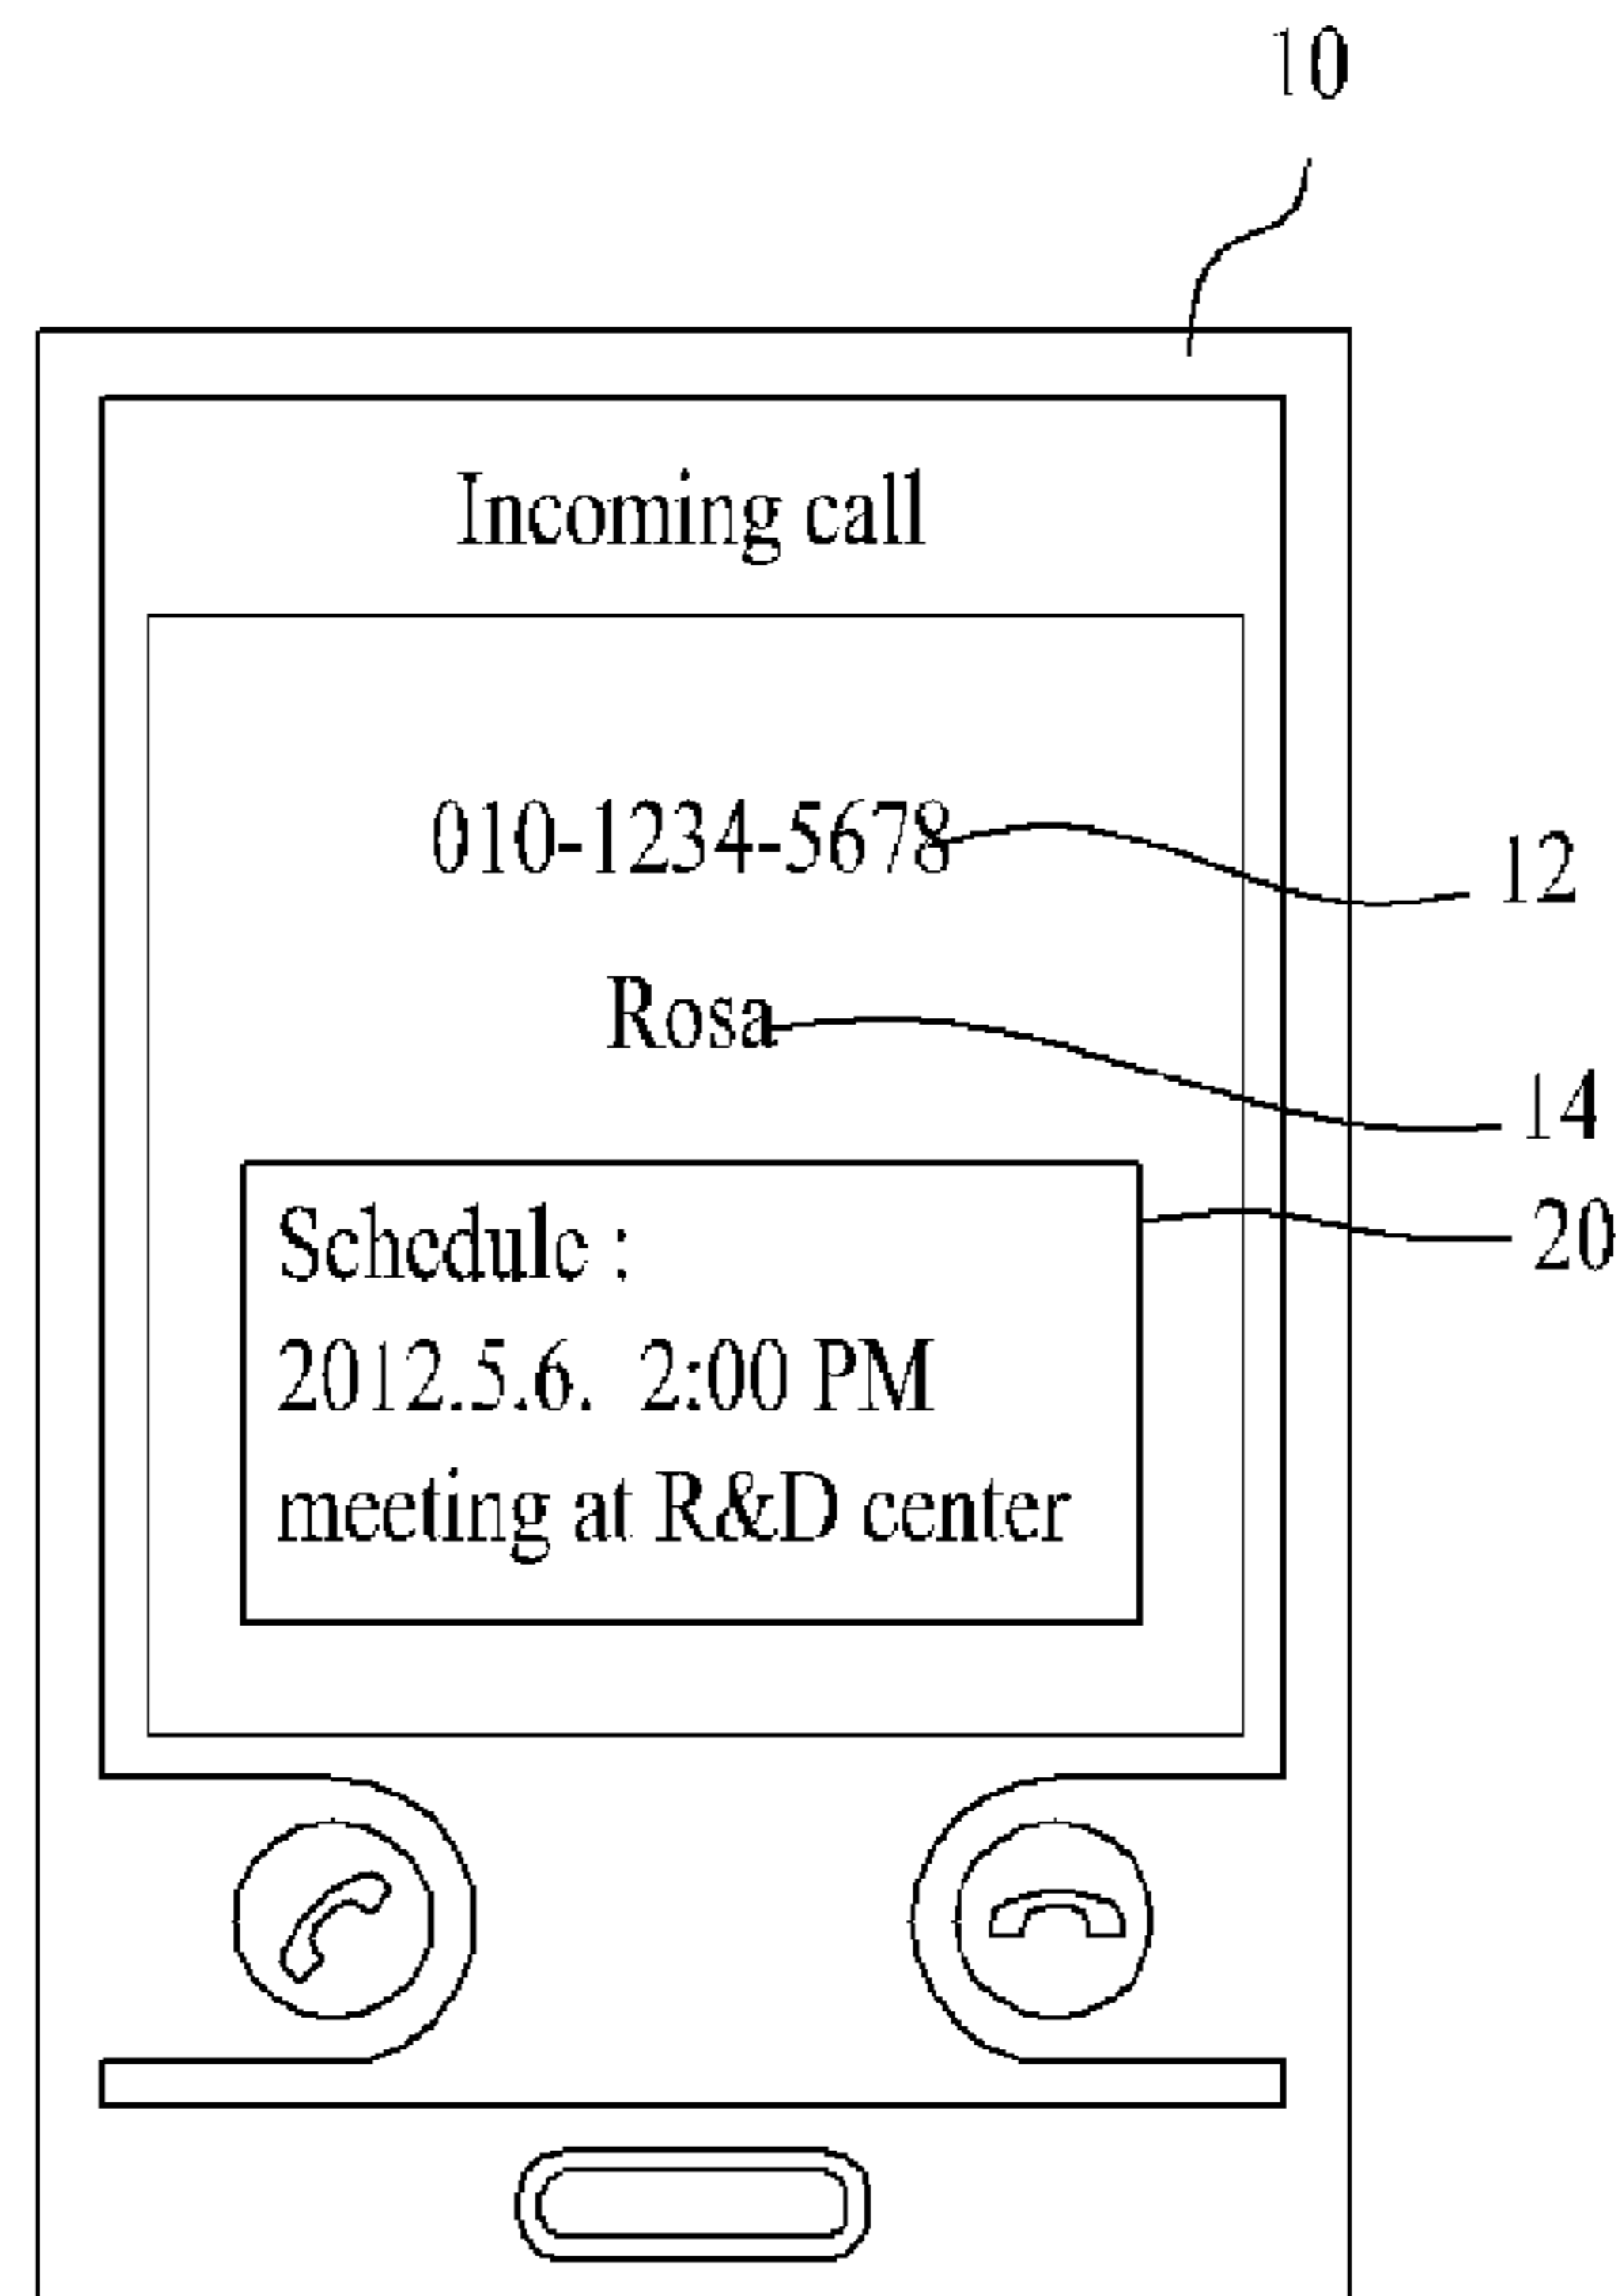 10
Incoming call
010-1234-5678
12
Rosa
14
20
Schedule :
2012.5.6. 2:00 PM
meeting at R&D center